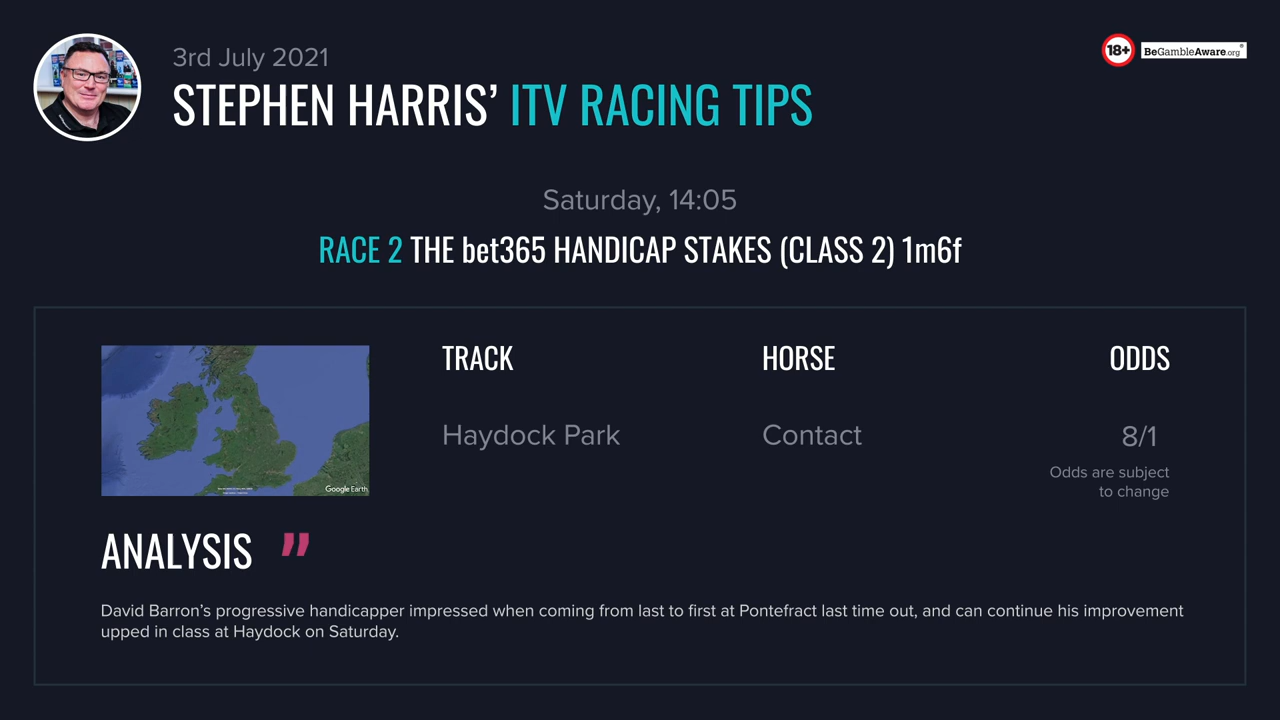 3rd July 2021
STEPHEN HARRIS’ ITV RACING TIPS
18+ BeGambleAware.org®
Saturday, 14:05
RACE 2 THE bet365 HANDICAP STAKES (CLASS 2) 1m6f
TRACK HORSE ODDS
Haydock Park Contact 8/1
Odds are subject
to change
Google Earth
ANALYSIS ”
David Barron’s progressive handicapper impressed when coming from last to first at Pontefract last time out, and can continue his improvement
upped in class at Haydock on Saturday.